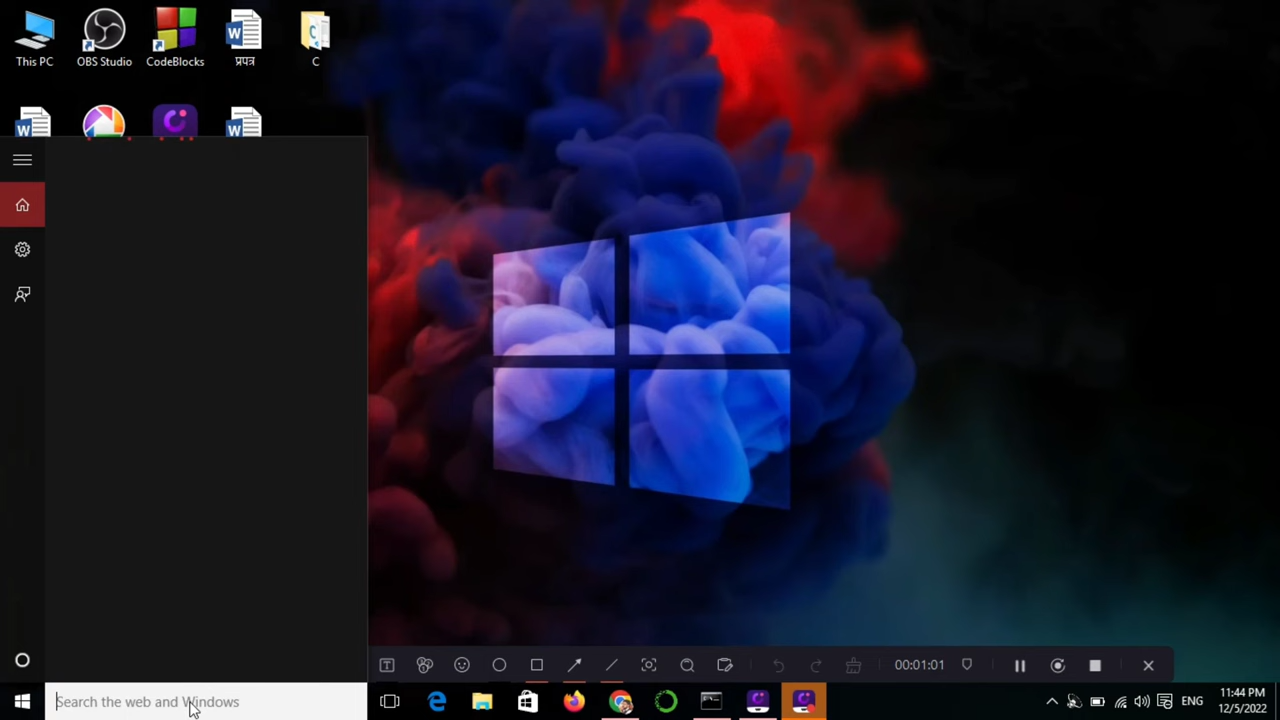 This PC
OBS Studio
CodeBlocks
प्रपत्र
C
00:01:01
Search the web and Windows
ENG
11:44 PM
12/5/2022